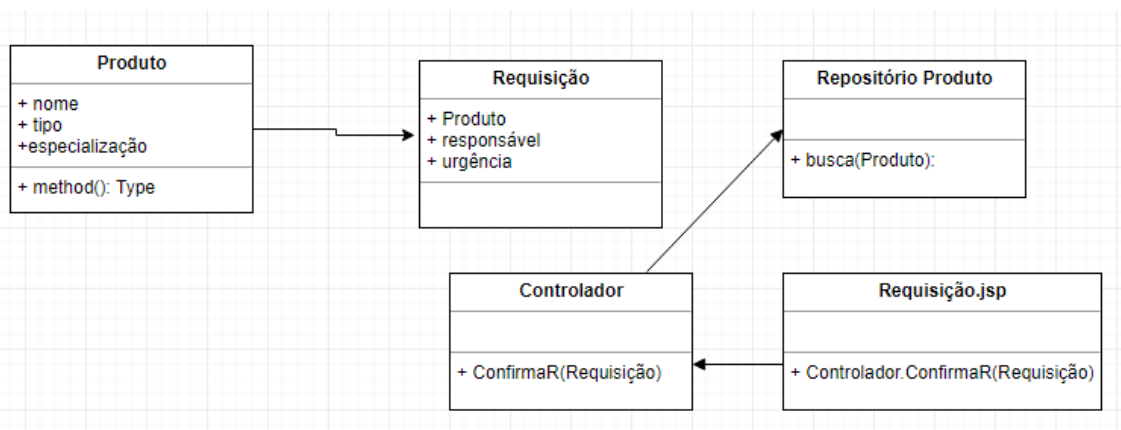 Produto
+ nome
+ tipo
+especialização
+ method(): Type
Requisição
+ Produto
+ responsável
+ urgência
Repositório Produto
+ busca(Produto):
Controlador
+ ConfirmaR(Requisição)
Requisição.jsp
+ Controlador.ConfirmaR(Requisição)